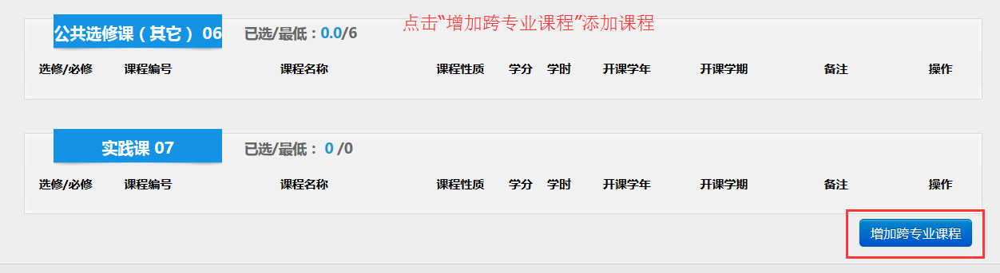 点击“增加跨专业课程”添加课程
公共选修课（其它） 06 已选/最低：0.0/6
选修/必修 课程编号 课程名称 课程性质 学分 学时 开课学年 开课学期 备注 操作
实践课 07 已选/最低： 0 /0
选修/必修 课程编号 课程名称 课程性质 学分 学时 开课学年 开课学期 备注 操作
增加跨专业课程